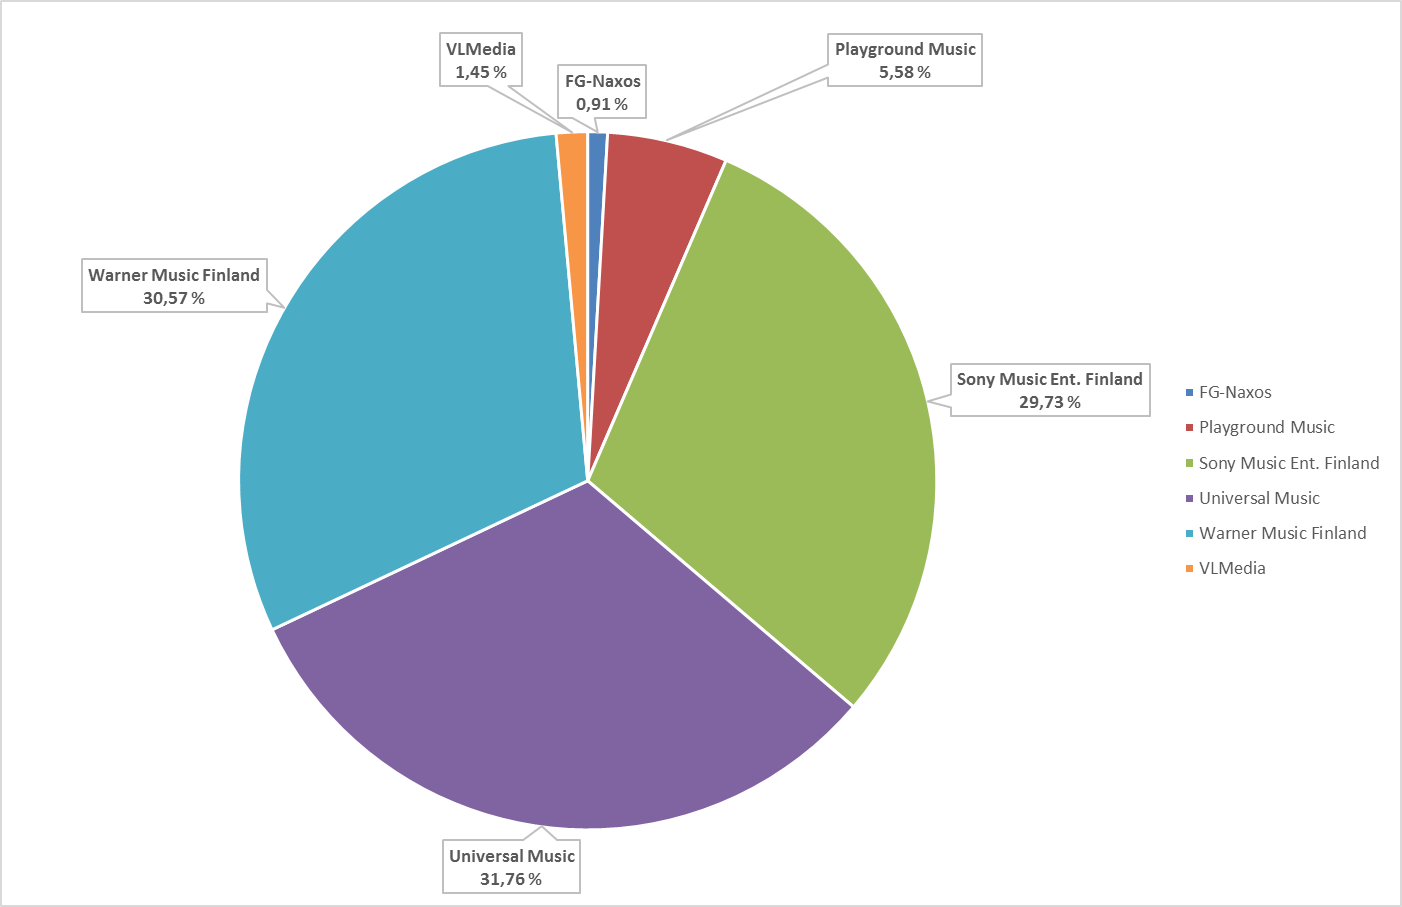 VLMedia
1,45 %
FG-Naxos
0,91 %
Playground Music
5,58 %
Warner Music Finland
30,57 %
Sony Music Ent. Finland
29,73 %
Universal Music
31,76 %
FG-Naxos
Playground Music
Sony Music Ent. Finland
Universal Music
Warner Music Finland
VLMedia